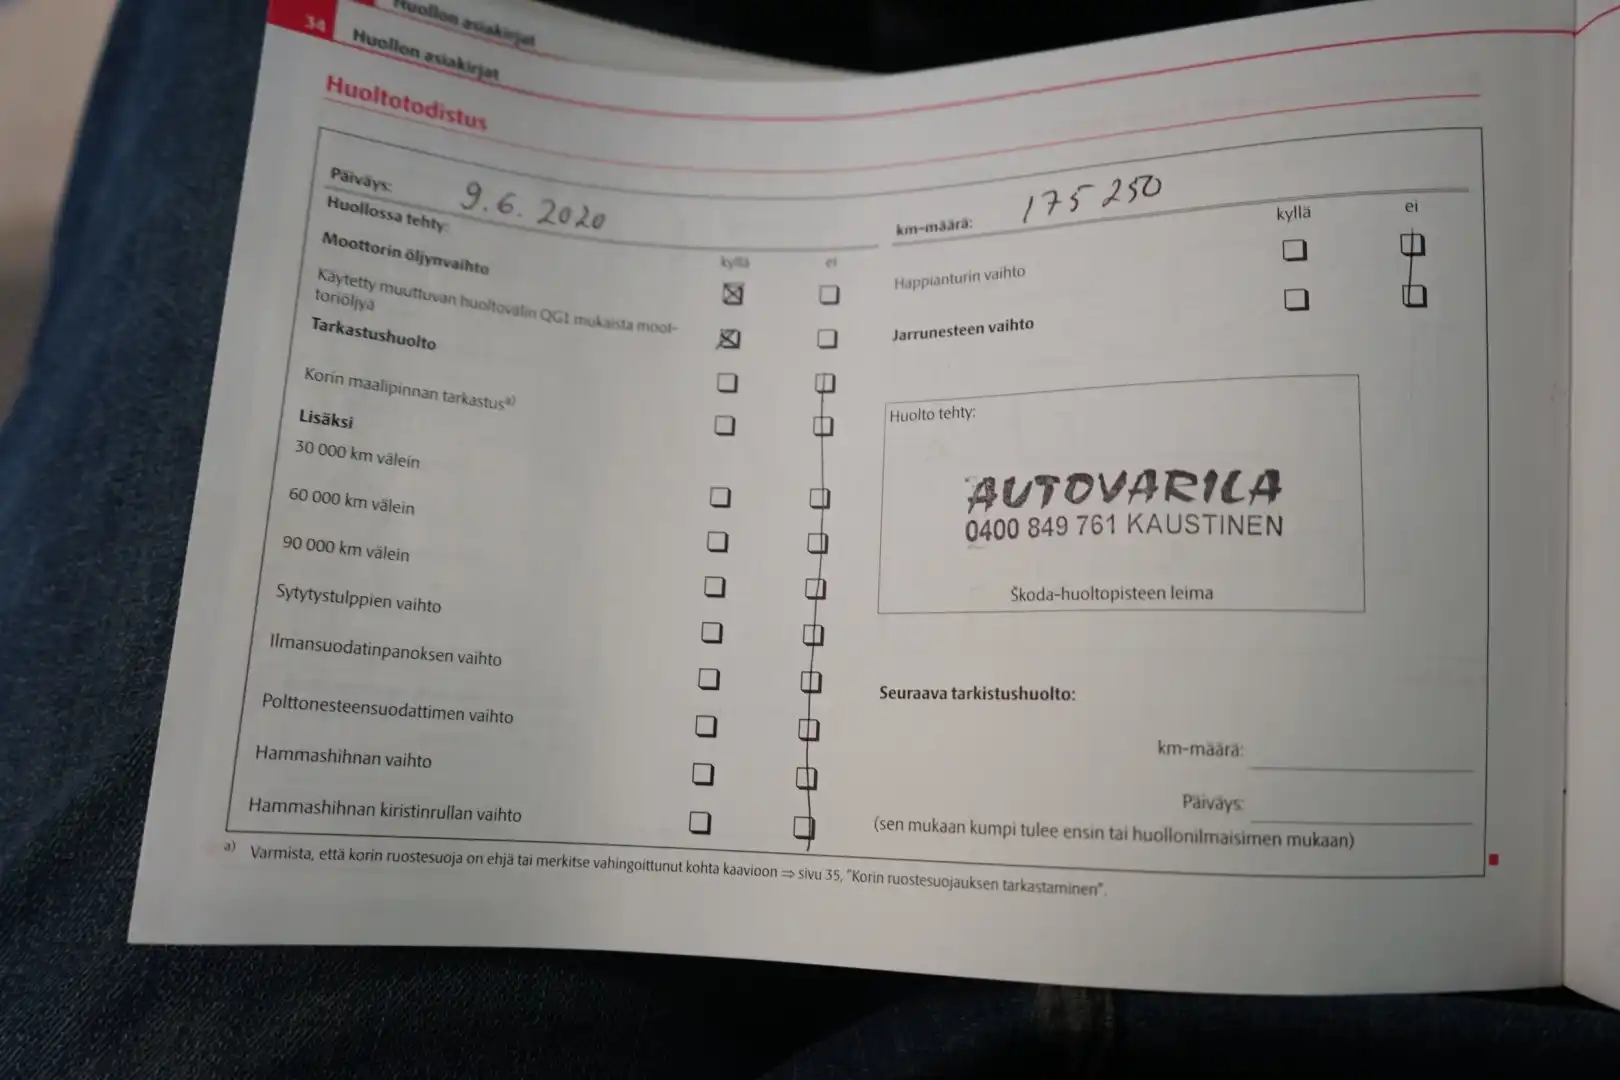 Huollon asiakirjat
34 Huollon asiakirjat
Huoltotodistus
Päiväys: 9.6.2020
Huollossa tehty:
kyllä ei
Moottorin öljynvaihto
Käytetty muuttuvan huoltovälin QG1 mukaista moot-
toriöljyä
Tarkastushuolto
Korin maalipinnan tarkastusa)
Lisäksi
30 000 km välein
60 000 km välein
90 000 km välein
Sytytystulppien vaihto
Ilmansuodatinpanoksen vaihto
Polttonesteensuodattimen vaihto
Hammashihnan vaihto
Hammashihnan kiristinrullan vaihto
km-määrä: 175 250
kyllä ei
Happianturin vaihto
Jarrunesteen vaihto
Huolto tehty:
AUTOVARILA
0400 849 761 KAUSTINEN
Škoda-huoltopisteen leima
Seuraava tarkistushuolto:
km-määrä:
Päiväys:
(sen mukaan kumpi tulee ensin tai huollonilmaisimen mukaan)
a) Varmista, että korin ruostesuoja on ehjä tai merkitse vahingoittunut kohta kaavioon ⇒ sivu 35, "Korin ruostesuojauksen tarkastaminen".